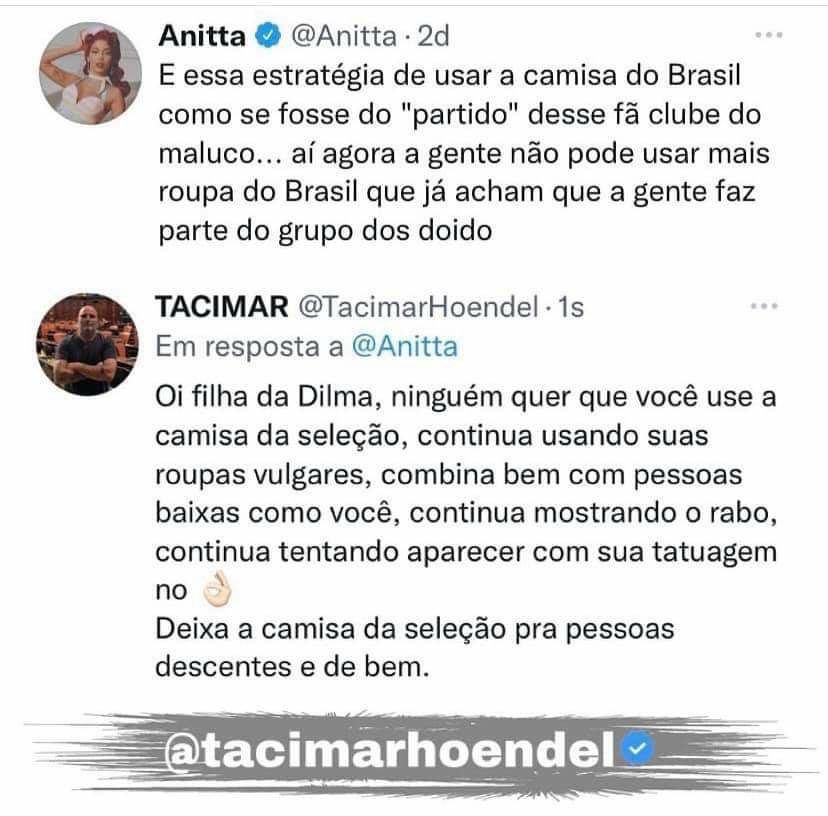 Anitta @Anitta · 2d
E essa estratégia de usar a camisa do Brasil
como se fosse do "partido" desse fã clube do
maluco... aí agora a gente não pode usar mais
roupa do Brasil que já acham que a gente faz
parte do grupo dos doido
TACIMAR @TacimarHoendel · 1s
Em resposta a @Anitta
Oi filha da Dilma, ninguém quer que você use a
camisa da seleção, continua usando suas
roupas vulgares, combina bem com pessoas
baixas como você, continua mostrando o rabo,
continua tentando aparecer com sua tatuagem
no 👌🏻
Deixa a camisa da seleção pra pessoas
descentes e de bem.
@tacimarhoendel